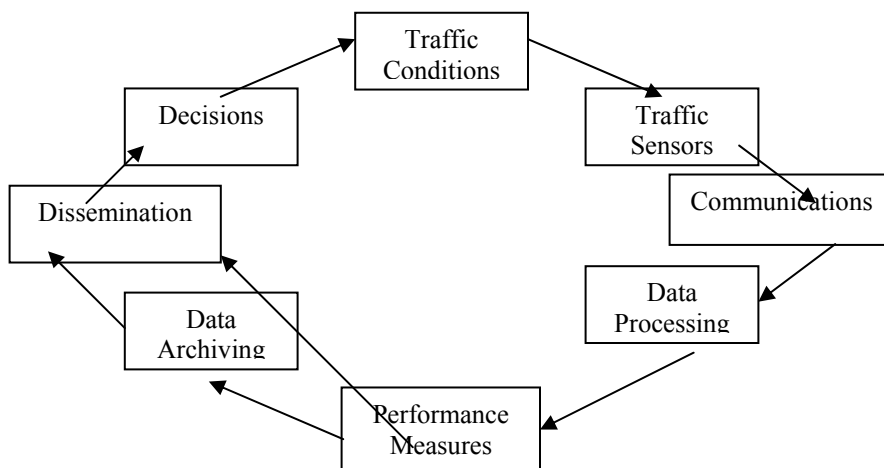 Traffic
Conditions
Decisions
Traffic
Sensors
Dissemination
Communications
Data
Processing
Data
Archiving
Performance
Measures